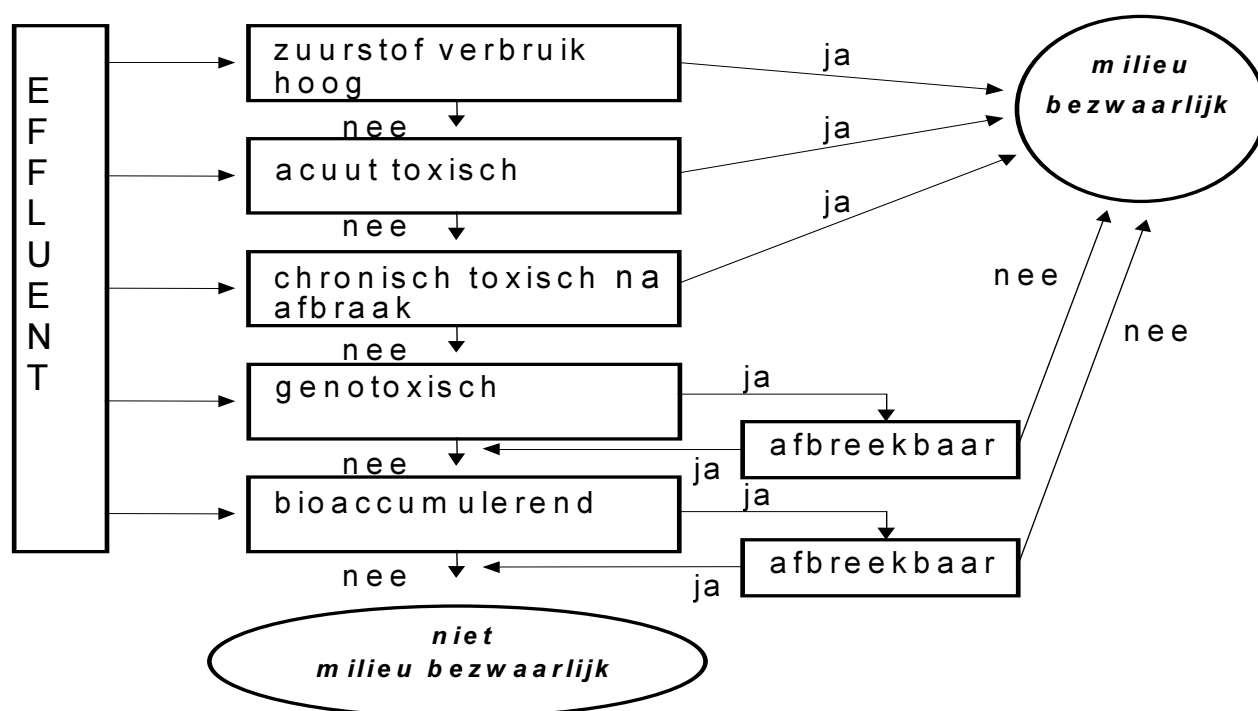 EFFLUENT
zuurstof verbruik
hoog
ja
nee
milieu
bezwaarlijk
acuut toxisch
ja
nee
chronisch toxisch na
afbraak
ja
nee
nee
nee
genotoxisch
ja
afbreekbaar
nee
ja
bioaccumulerend
ja
afbreekbaar
nee
ja
niet
milieu bezwaarlijk